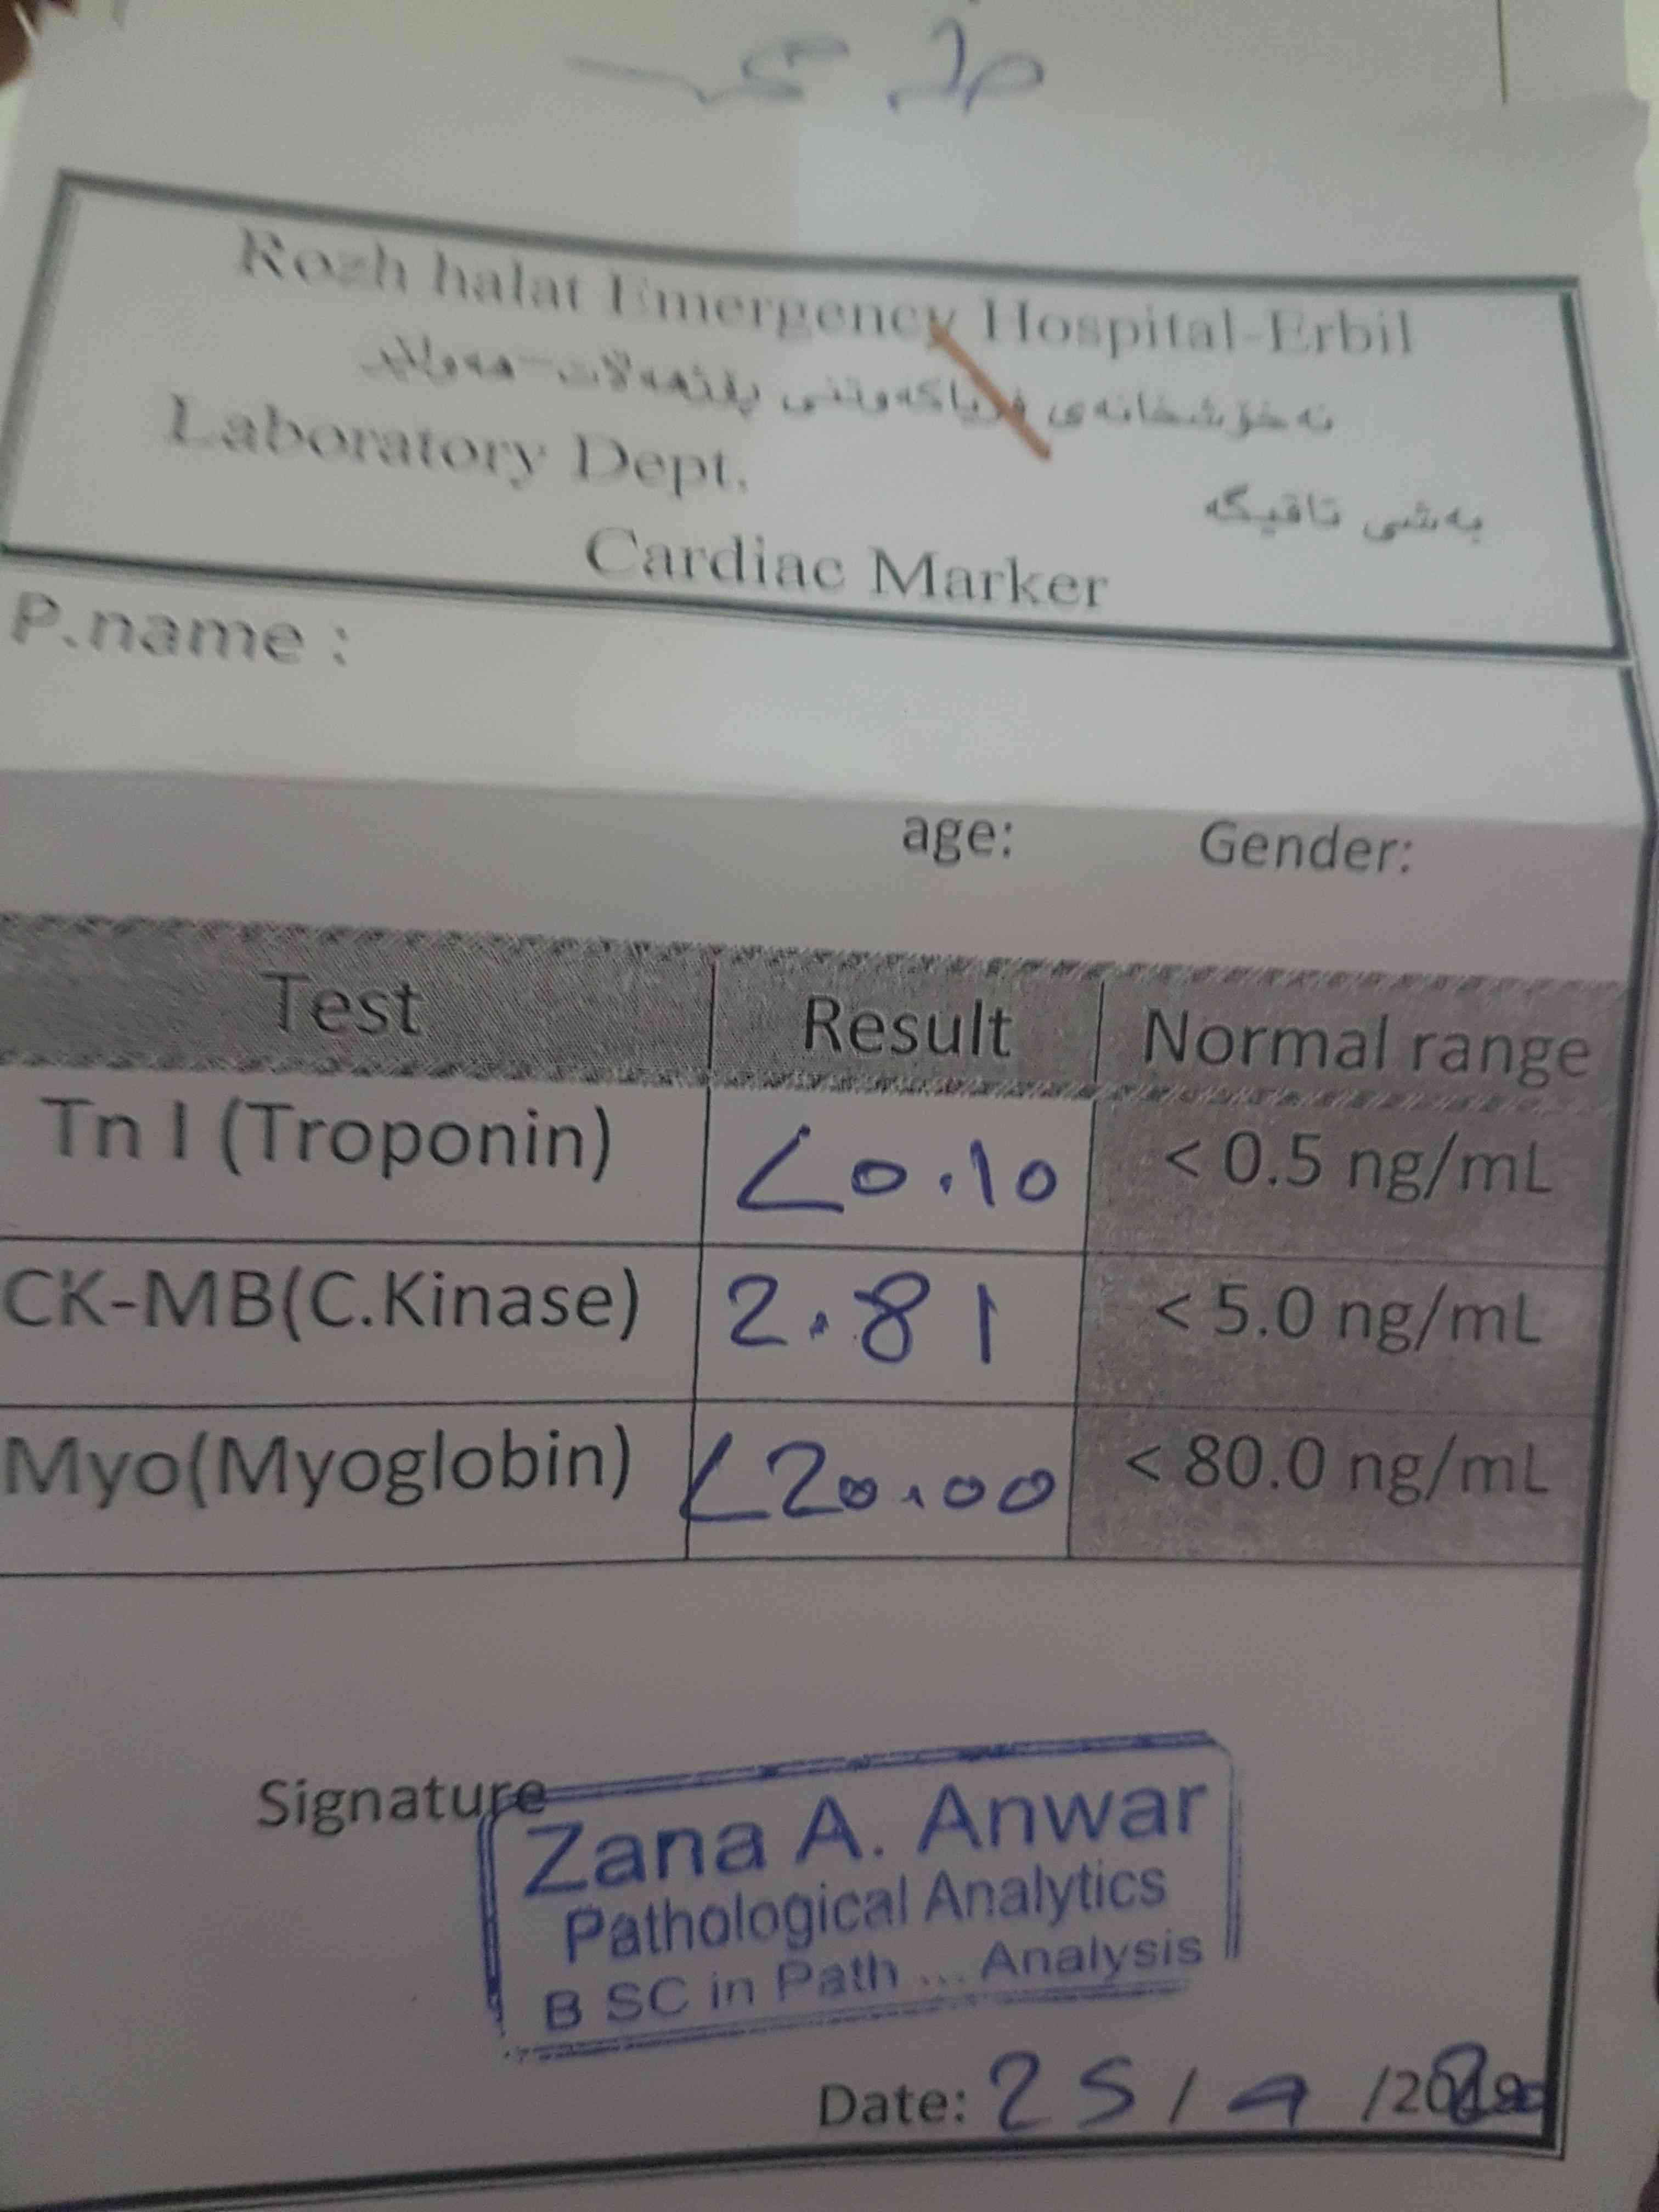 Rozh halat Emergency Hospital-Erbil
نەخۆشخانەی فریاکەوتنی ڕۆژهەلات-هەولێر
Laboratory Dept.
بەشی تاقیگە
Cardiac Marker
P.name :
age: Gender:
Test Result Normal range
Tn I (Troponin) <0.10 < 0.5 ng/mL
CK-MB(C.Kinase) 2.81 < 5.0 ng/mL
Myo(Myoglobin) <20.00 < 80.0 ng/mL
Signature
Zana A. Anwar
Pathological Analytics
B SC in Path ... Analysis
Date: 25/9